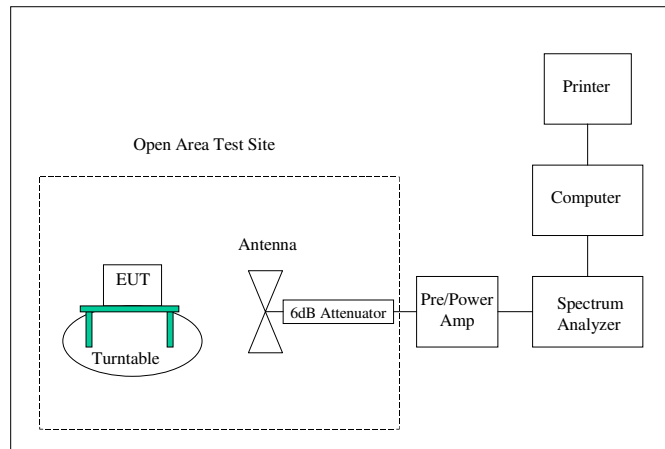 Printer
Open Area Test Site
Computer
Antenna
EUT
Turntable
6dB Attenuator
Pre/Power
Amp
Spectrum
Analyzer